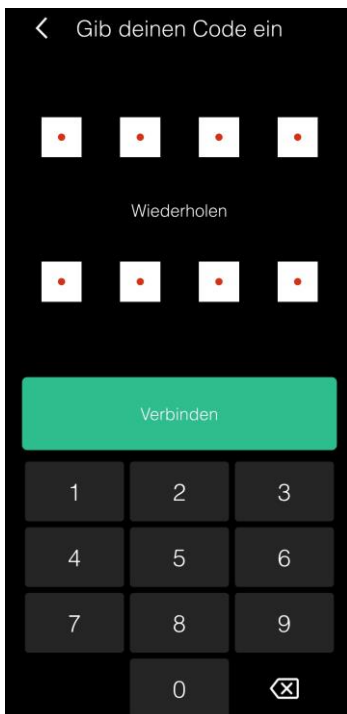 Gib deinen Code ein
Wiederholen
Verbinden
1 2 3
4 5 6
7 8 9
0